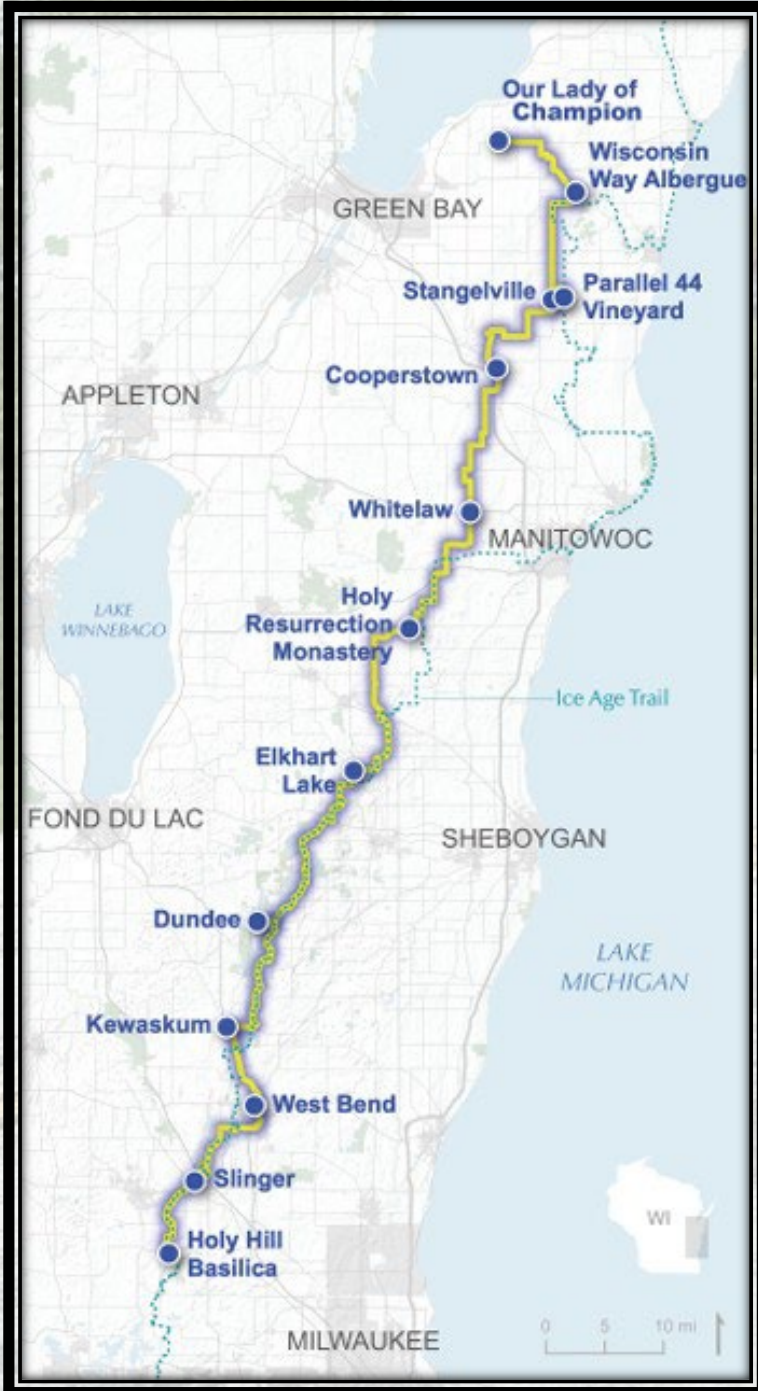 Our Lady of
Champion
Wisconsin
Way Albergue
GREEN BAY
Stangelville
Parallel 44
Vineyard
Cooperstown
APPLETON
Whitelaw
MANITOWOC
LAKE
WINNEBAGO
Holy
Resurrection
Monastery
Ice Age Trail
Elkhart
Lake
FOND DU LAC
SHEBOYGAN
Dundee
LAKE
MICHIGAN
Kewaskum
West Bend
Slinger
WI
Holy Hill
Basilica
0 5 10 mi
MILWAUKEE